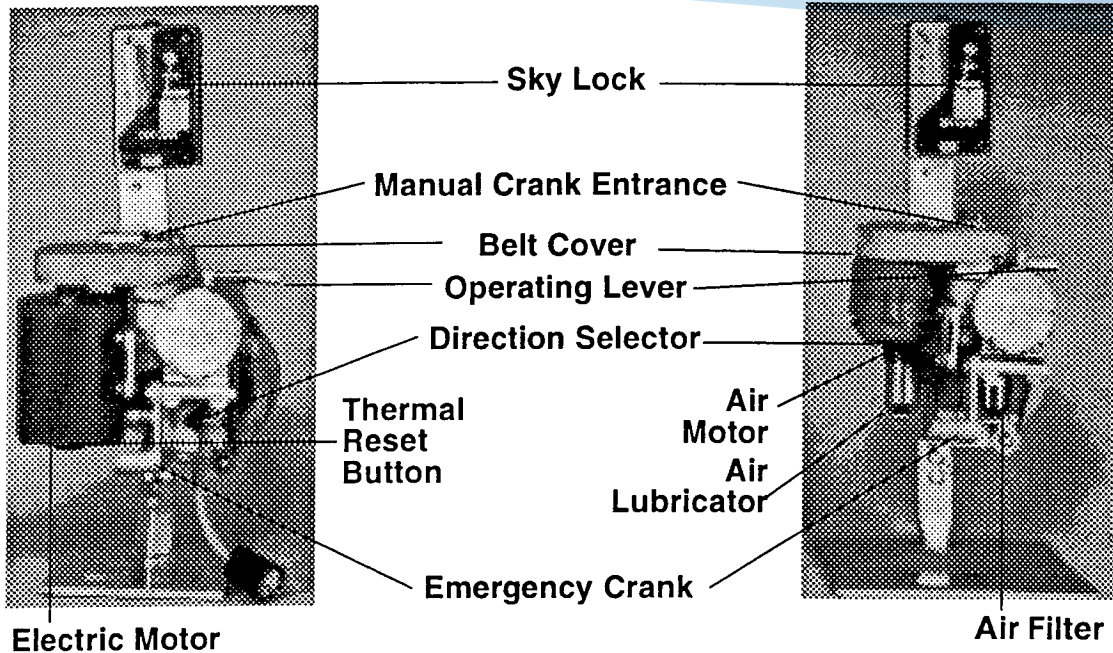 Sky Lock
Manual Crank Entrance
Belt Cover
Operating Lever
Direction Selector
Thermal
Reset
Button
Air
Motor
Air
Lubricator
Emergency Crank
Electric Motor
Air Filter